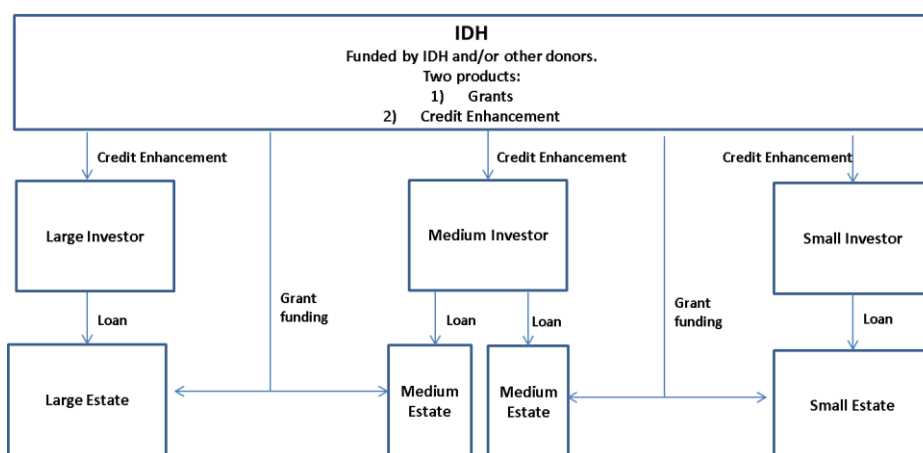 IDH
Funded by IDH and/or other donors.
Two products:
1) Grants
2) Credit Enhancement
Credit Enhancement
Credit Enhancement
Credit Enhancement
Large Investor
Medium Investor
Small Investor
Grant
funding
Grant
funding
Loan
Loan
Loan
Loan
Large Estate
Medium
Estate
Medium
Estate
Small Estate